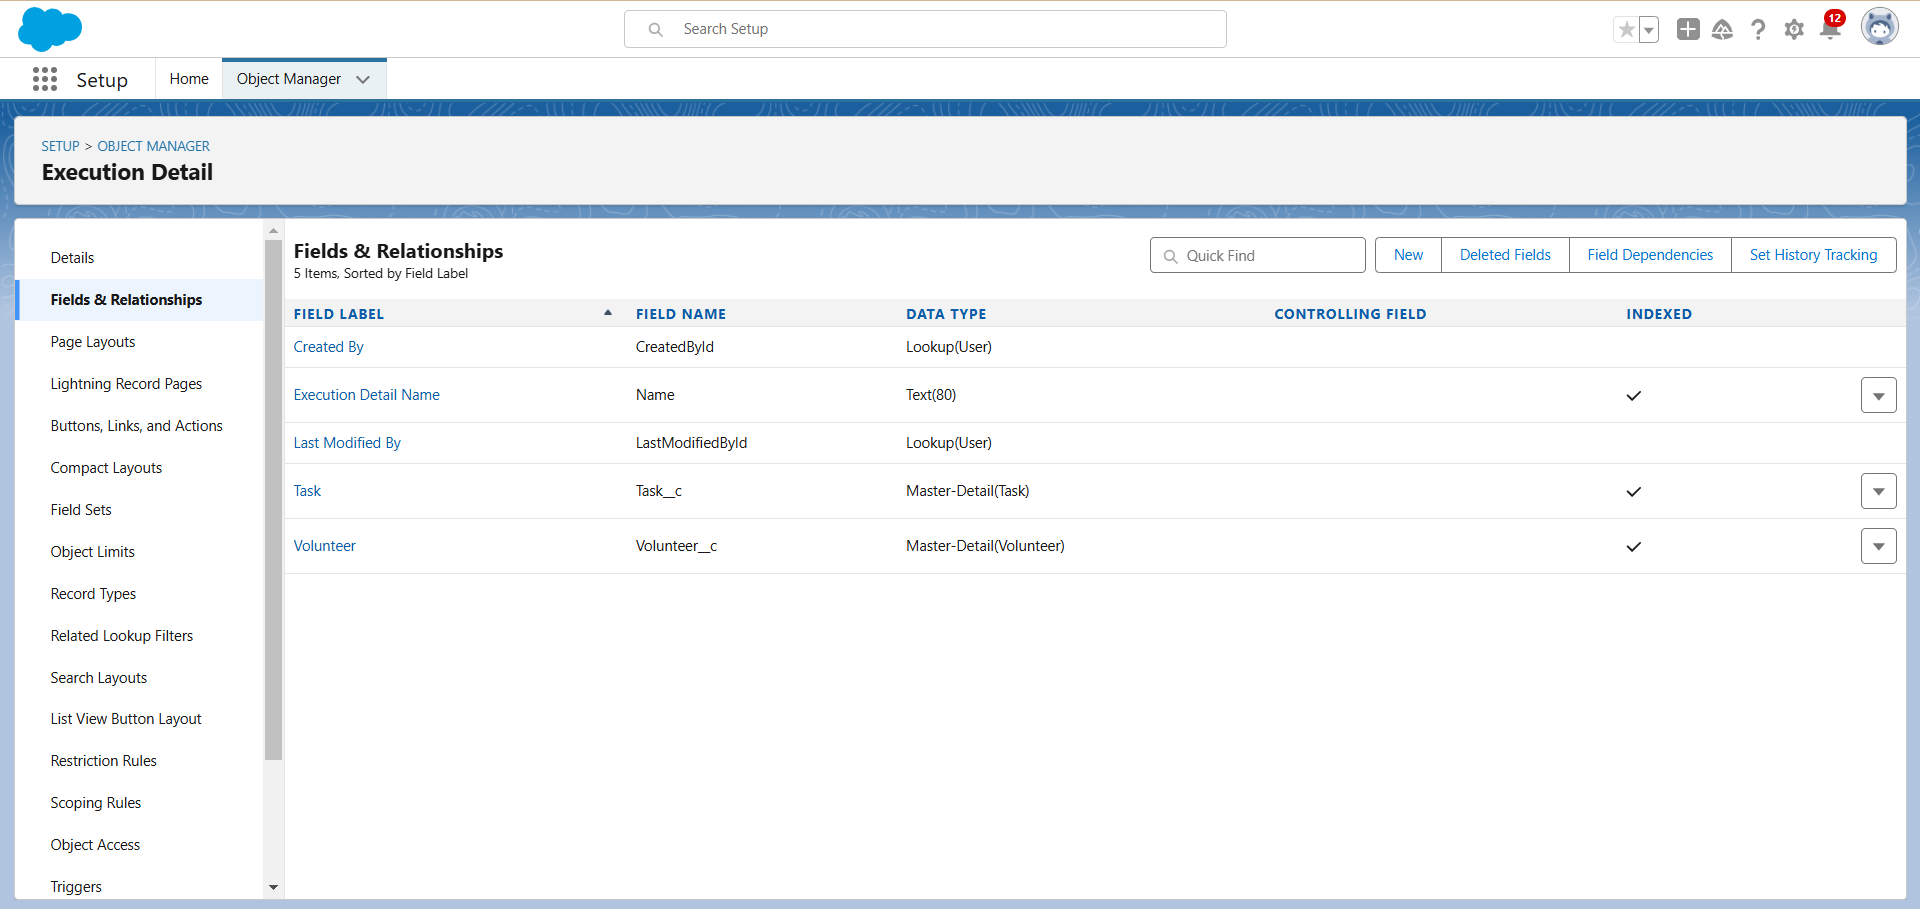 Search Setup
12
Setup
Home
Object Manager
SETUP > OBJECT MANAGER
Execution Detail
Details
Fields & Relationships
Page Layouts
Lightning Record Pages
Buttons, Links, and Actions
Compact Layouts
Field Sets
Object Limits
Record Types
Related Lookup Filters
Search Layouts
List View Button Layout
Restriction Rules
Scoping Rules
Object Access
Triggers
Fields & Relationships
5 Items, Sorted by Field Label
Quick Find
New
Deleted Fields
Field Dependencies
Set History Tracking
FIELD LABEL FIELD NAME DATA TYPE CONTROLLING FIELD INDEXED
Created By CreatedById Lookup(User)
Execution Detail Name Name Text(80)
Last Modified By LastModifiedById Lookup(User)
Task Task__c Master-Detail(Task)
Volunteer Volunteer__c Master-Detail(Volunteer)